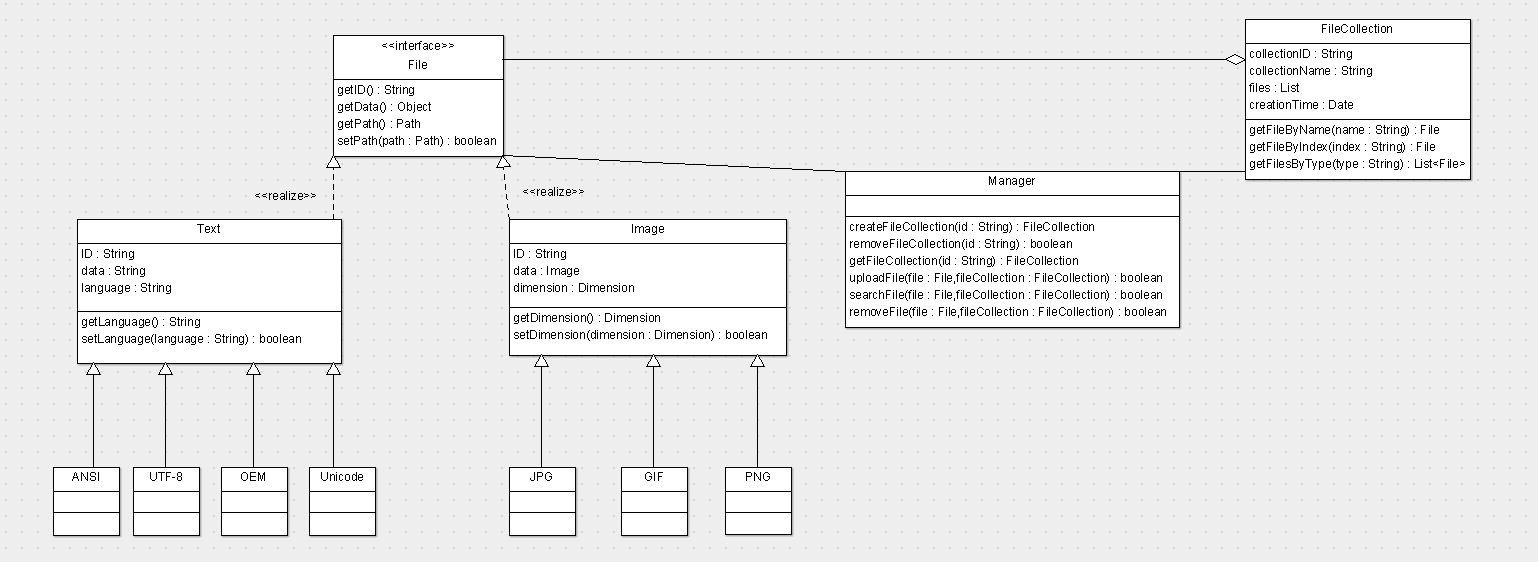 <<interface>>
File
getID() : String
getData() : Object
getPath() : Path
setPath(path : Path) : boolean
FileCollection
collectionID : String
collectionName : String
files : List
creationTime : Date
getFileByName(name : String) : File
getFileByIndex(index : String) : File
getFilesByType(type : String) : List<File>
<<realize>>
<<realize>>
Manager
createFileCollection(id : String) : FileCollection
removeFileCollection(id : String) : boolean
getFileCollection(id : String) : FileCollection
uploadFile(file : File,fileCollection : FileCollection) : boolean
searchFile(file : File,fileCollection : FileCollection) : boolean
removeFile(file : File,fileCollection : FileCollection) : boolean
Text
ID : String
data : String
language : String
getLanguage() : String
setLanguage(language : String) : boolean
Image
ID : String
data : Image
dimension : Dimension
getDimension() : Dimension
setDimension(dimension : Dimension) : boolean
ANSI
UTF-8
OEM
Unicode
JPG
GIF
PNG